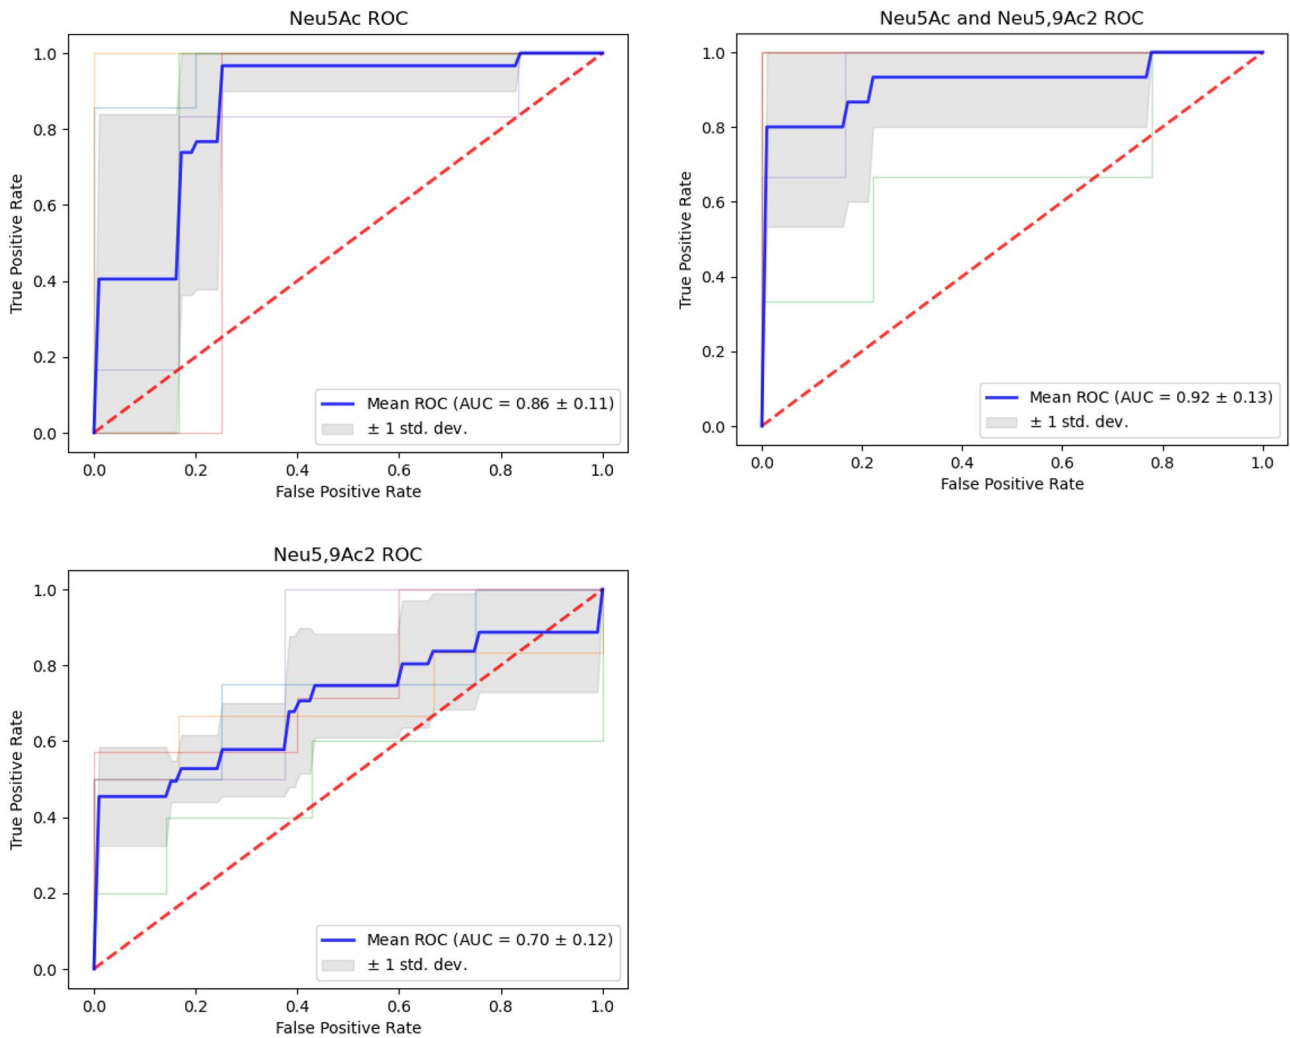 Neu5Ac ROC
1.0
0.8
0.6
0.4
0.2
0.0
True Positive Rate
Mean ROC (AUC = 0.86 ± 0.11)
± 1 std. dev.
0.0 0.2 0.4 0.6 0.8 1.0
False Positive Rate
Neu5Ac and Neu5,9Ac2 ROC
1.0
0.8
0.6
0.4
0.2
0.0
True Positive Rate
Mean ROC (AUC = 0.92 ± 0.13)
± 1 std. dev.
0.0 0.2 0.4 0.6 0.8 1.0
False Positive Rate
Neu5,9Ac2 ROC
1.0
0.8
0.6
0.4
0.2
0.0
True Positive Rate
Mean ROC (AUC = 0.70 ± 0.12)
± 1 std. dev.
0.0 0.2 0.4 0.6 0.8 1.0
False Positive Rate